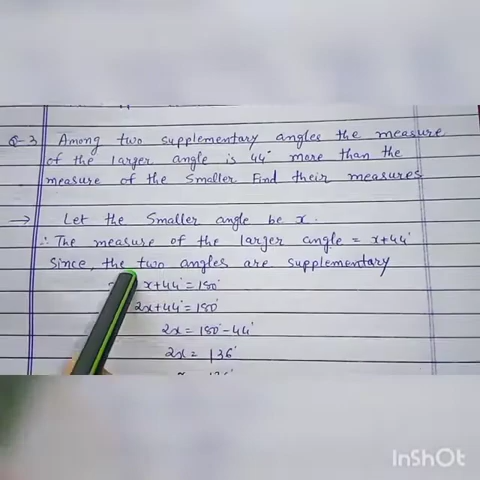 Q-3 Among two supplementary angles the measure
of the larger angle is 44° more than the
measure of the smaller Find their measures
→ Let the smaller angle be x.
∴ The measure of the larger angle = x+44°
Since, the two angles are supplementary
x+44° = 180°
2x+44° = 180°
2x = 180° - 44°
2x = 136°
InShOt